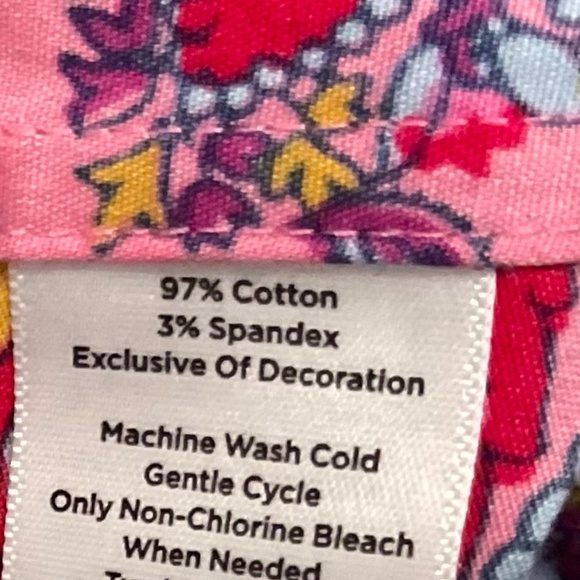 97% Cotton
3% Spandex
Exclusive Of Decoration
Machine Wash Cold
Gentle Cycle
Only Non-Chlorine Bleach
When Needed